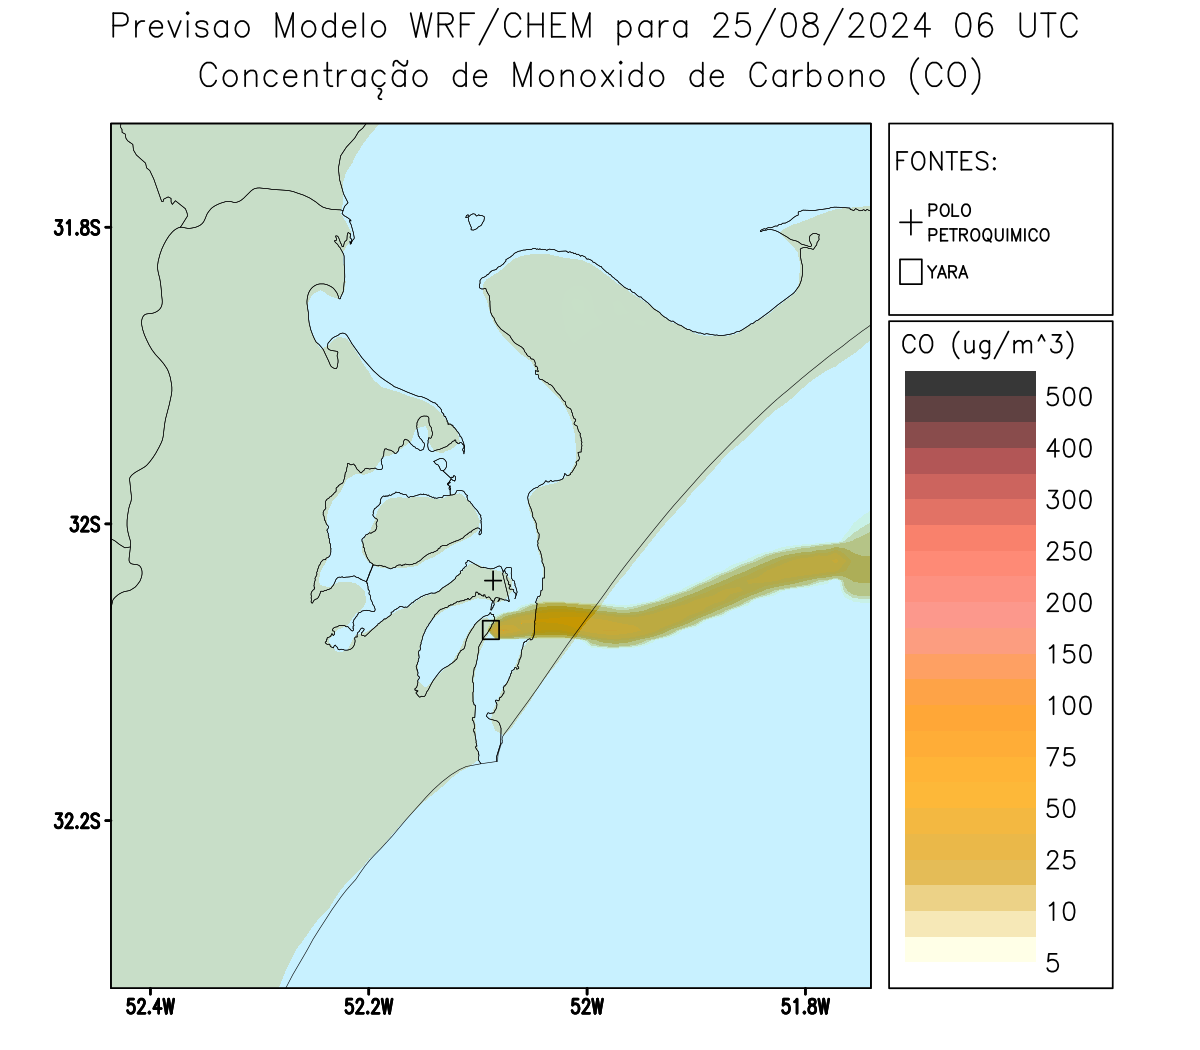 Previsao Modelo WRF/CHEM para 25/08/2024 06 UTC
Concentração de Monoxido de Carbono (CO)
FONTES:
POLO
PETROQUIMICO
YARA
CO (ug/m^3)
500
400
300
250
200
150
100
75
50
25
10
5
31.8S
32S
32.2S
52.4W
52.2W
52W
51.8W